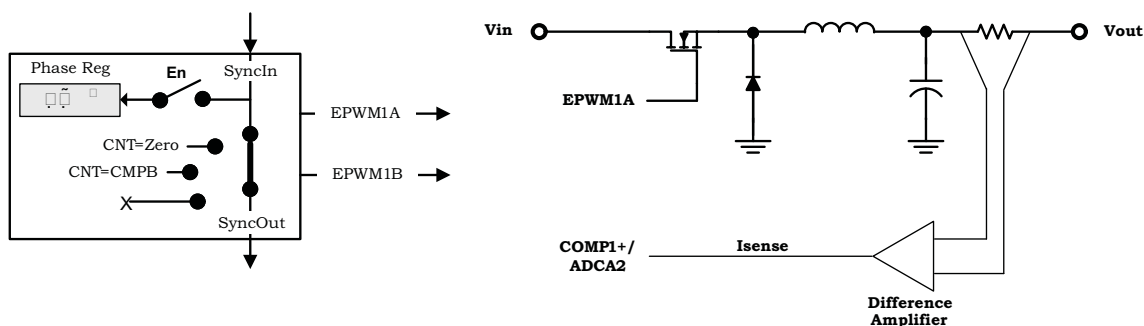 Phase Reg
En
SyncIn
CNT=Zero
CNT=CMPB
X
SyncOut
EPWM1A
EPWM1B
Vin
Vout
EPWM1A
COMP1+/
ADCA2
Isense
Difference
Amplifier